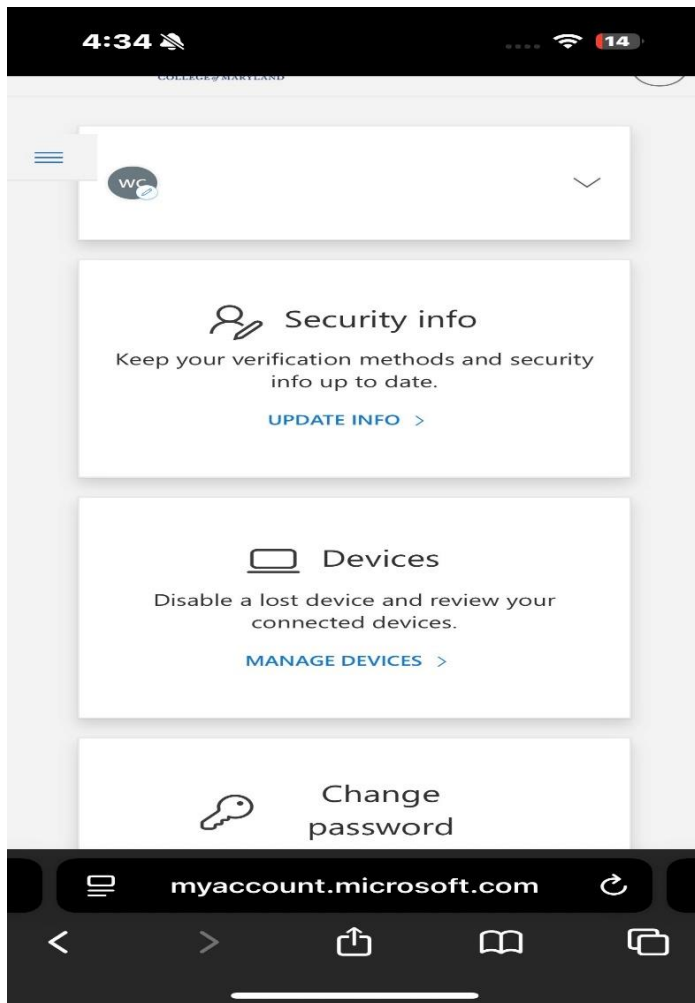 4:34
14
COLLEGE of MARYLAND
WC
Security info
Keep your verification methods and security
info up to date.
UPDATE INFO >
Devices
Disable a lost device and review your
connected devices.
MANAGE DEVICES >
Change
password
myaccount.microsoft.com